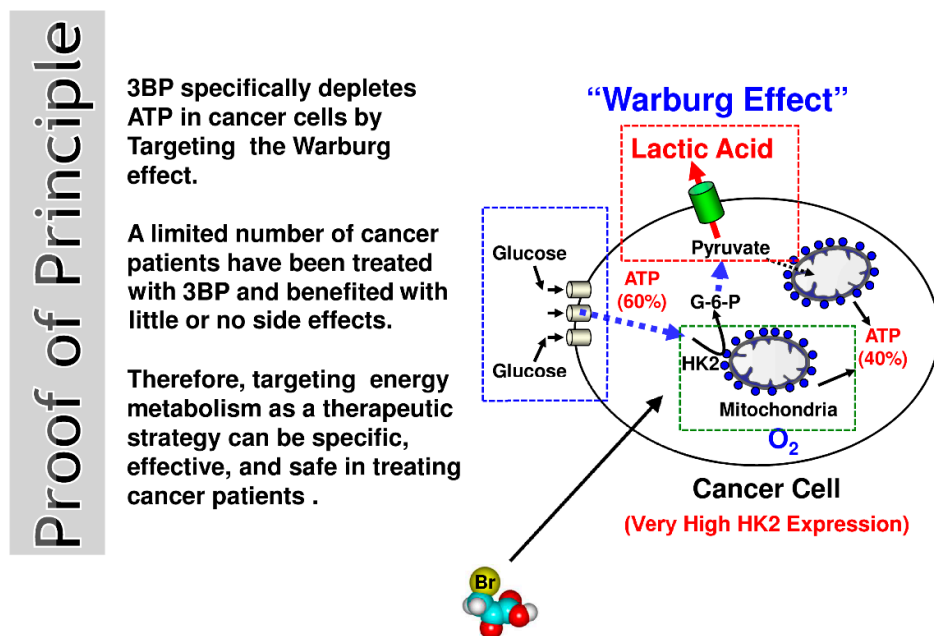 Proof of Principle
3BP specifically depletes
ATP in cancer cells by
Targeting the Warburg
effect.
A limited number of cancer
patients have been treated
with 3BP and benefited with
little or no side effects.
Therefore, targeting energy
metabolism as a therapeutic
strategy can be specific,
effective, and safe in treating
cancer patients .
“Warburg Effect”
Lactic Acid
Glucose
Pyruvate
ATP
(60%)
G-6-P
ATP
(40%)
HK2
Glucose
Mitochondria
O2
Cancer Cell
(Very High HK2 Expression)
Br